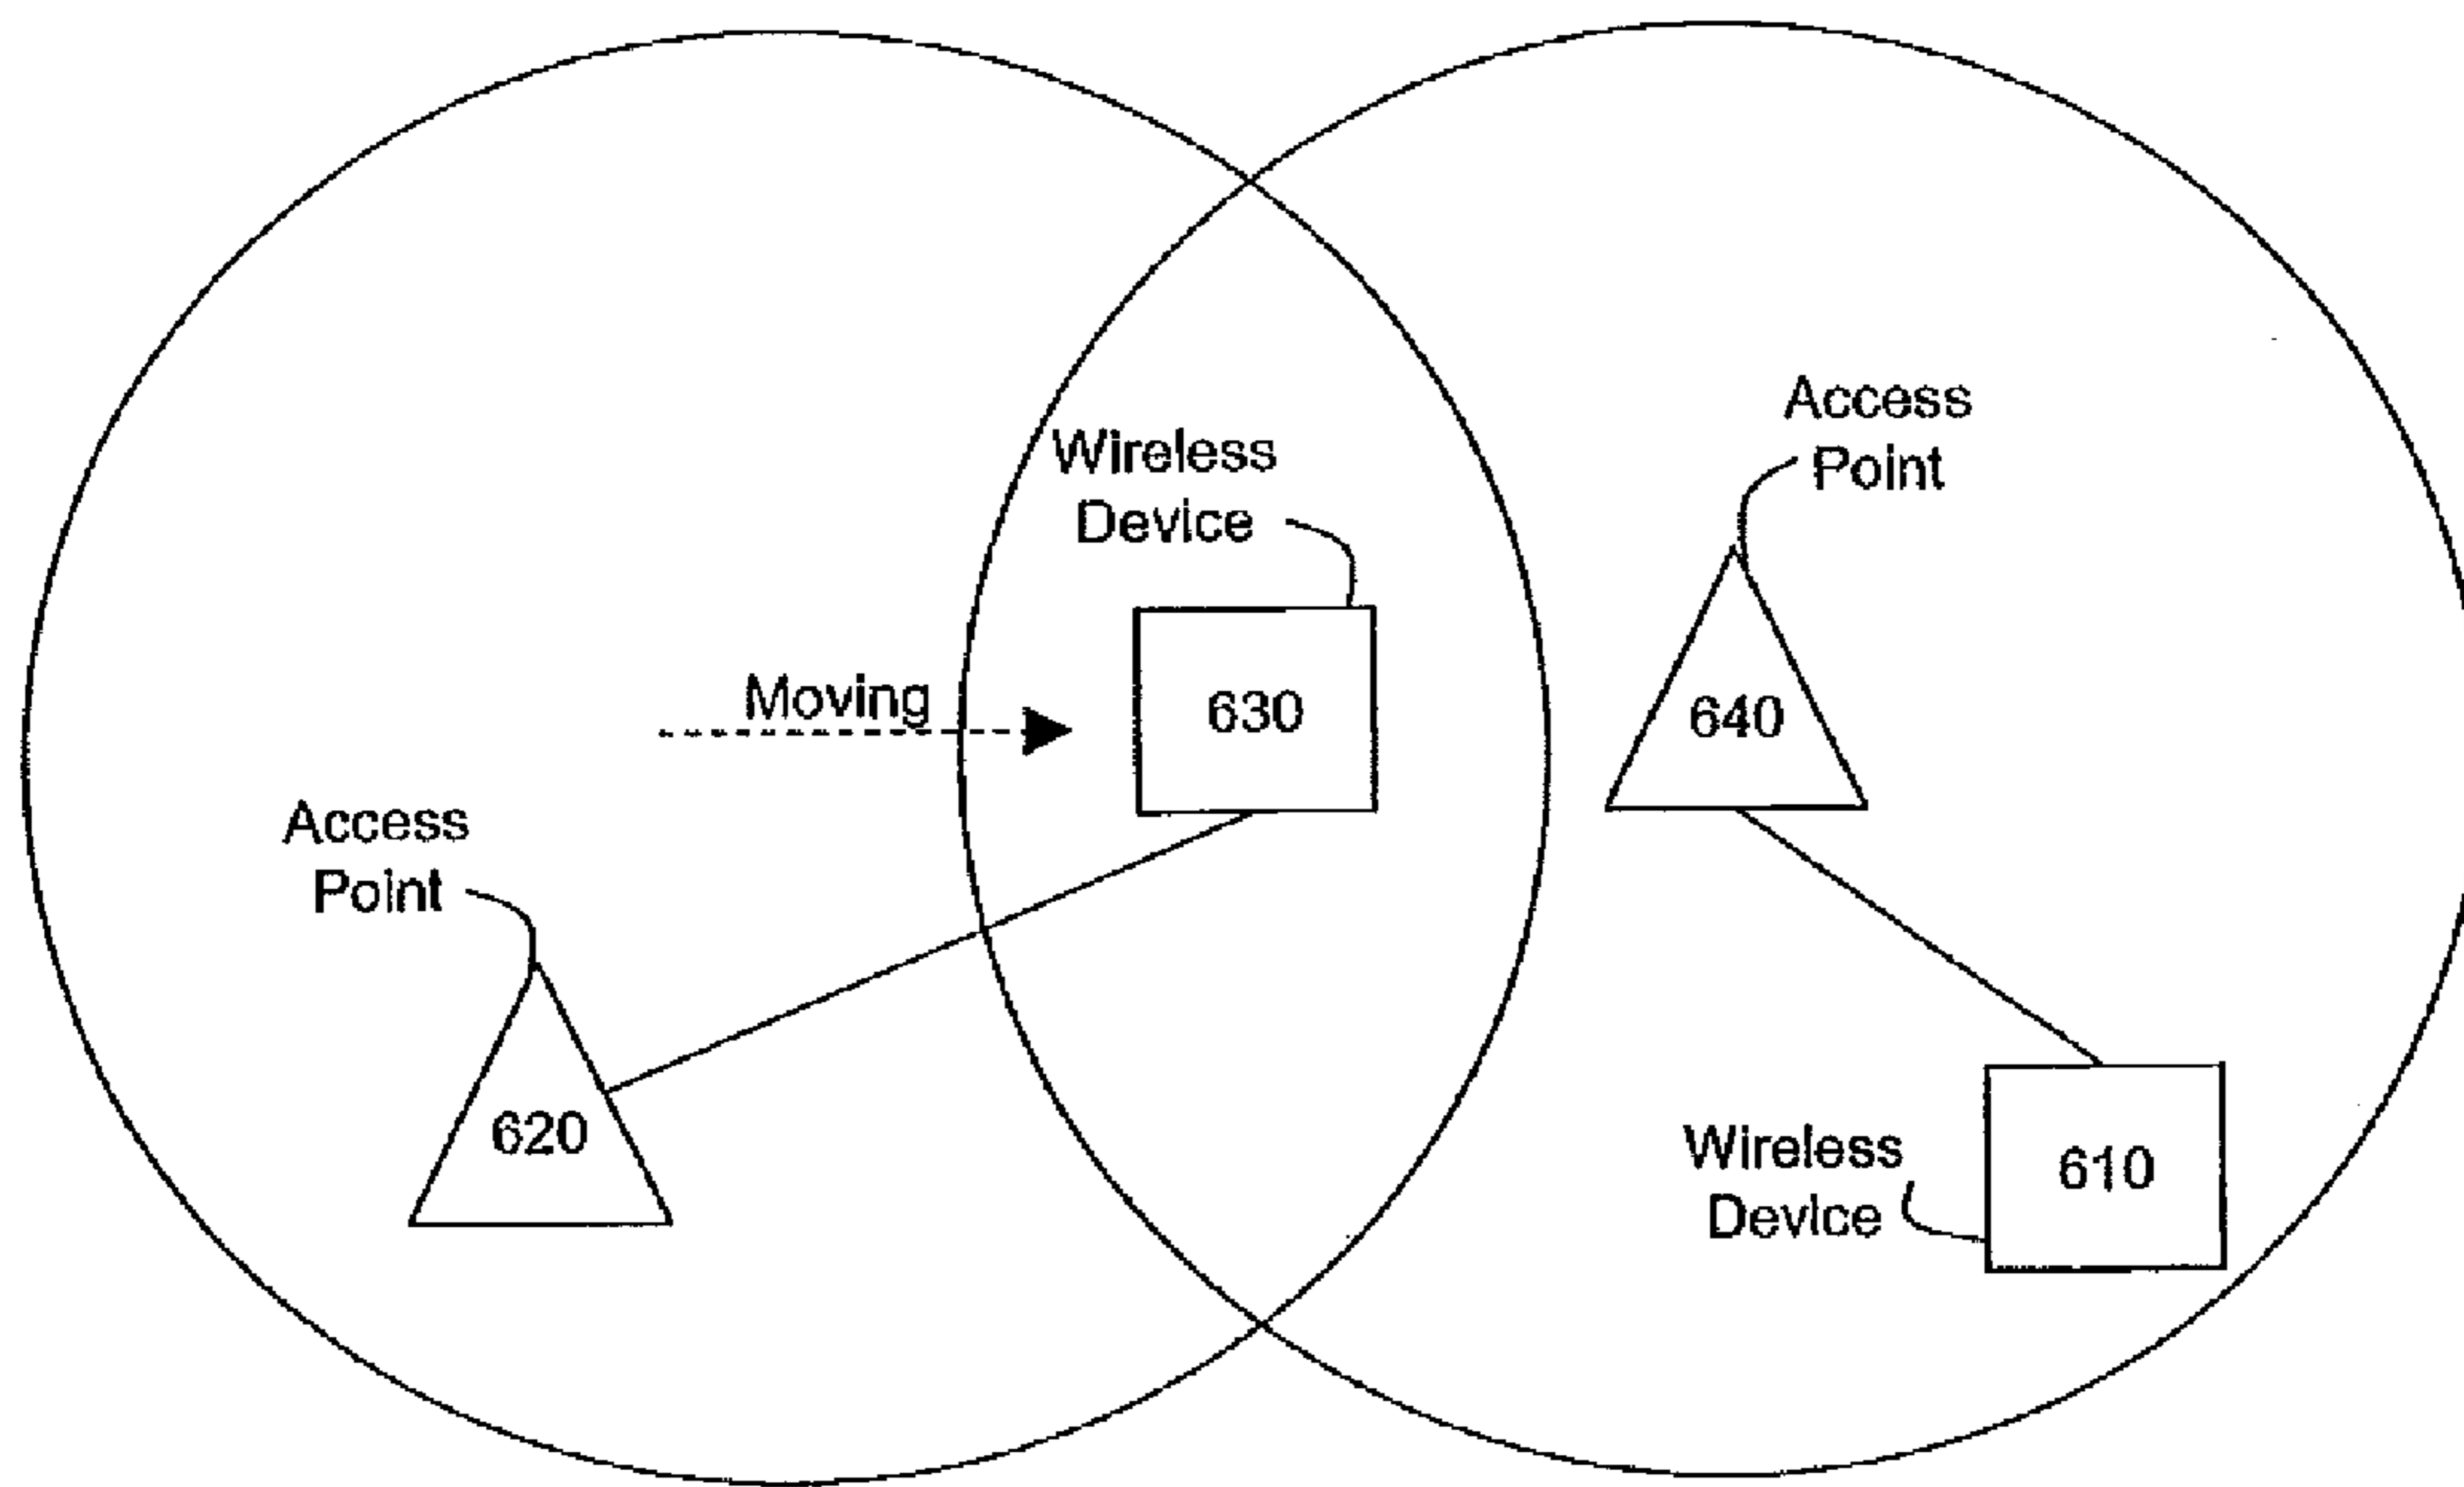 Access
Point
Wireless
Device
630
640
Moving
Access
Point
620
Wireless
Device
610